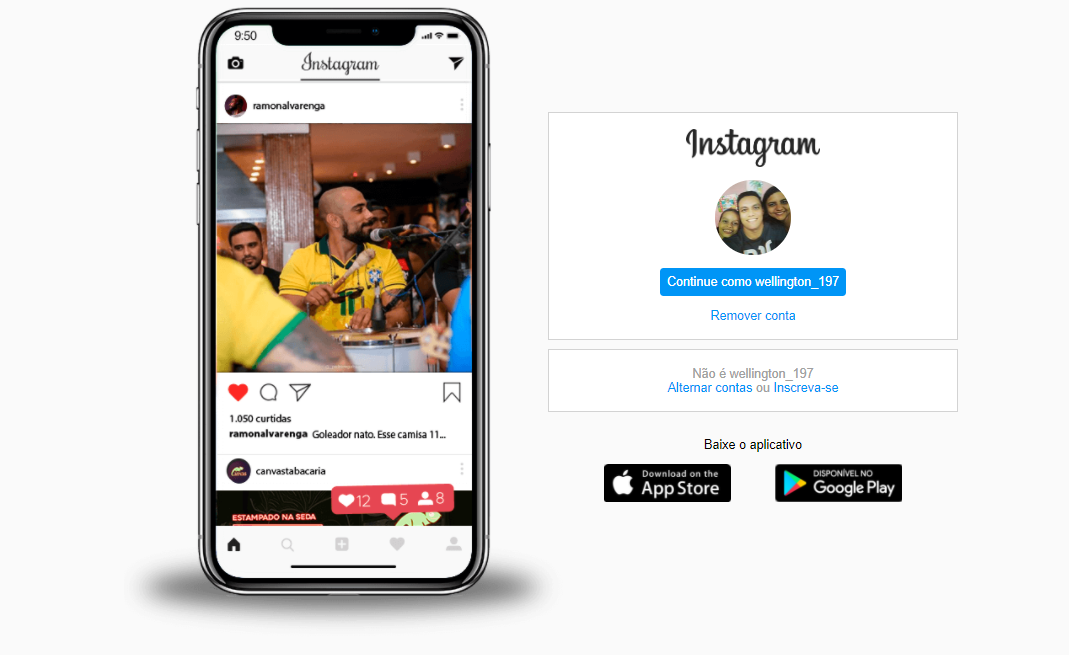 9:50
Instagram
ramonalvarenga
1.050 curtidas
ramonalvarenga Goleador nato. Esse camisa 11...
canvastabacaria
12 5 8
ESTAMPADO NA SEDA
Instagram
Continue como wellington_197
Remover conta
Não é wellington_197
Alternar contas ou Inscreva-se
Baixe o aplicativo
Download on the
App Store
DISPONÍVEL NO
Google Play